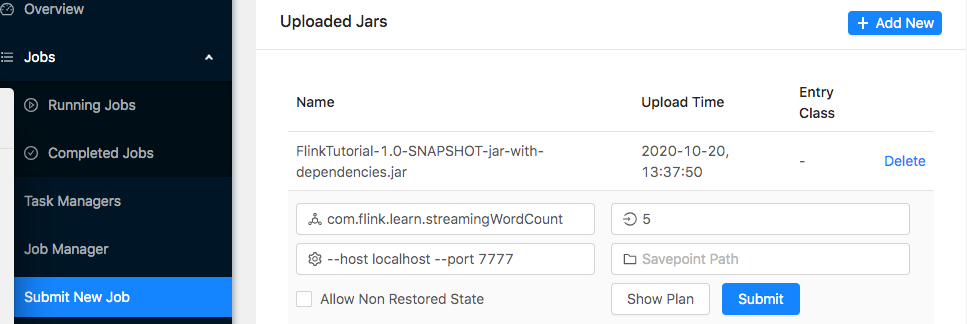 Overview
Jobs
Running Jobs
Completed Jobs
Task Managers
Job Manager
Submit New Job
Uploaded Jars
+ Add New
Name Upload Time Entry
Class
FlinkTutorial-1.0-SNAPSHOT-jar-with- 2020-10-20,
dependencies.jar 13:37:50 - Delete
com.flink.learn.streamingWordCount 5
--host localhost --port 7777 Savepoint Path
Allow Non Restored State Show Plan Submit